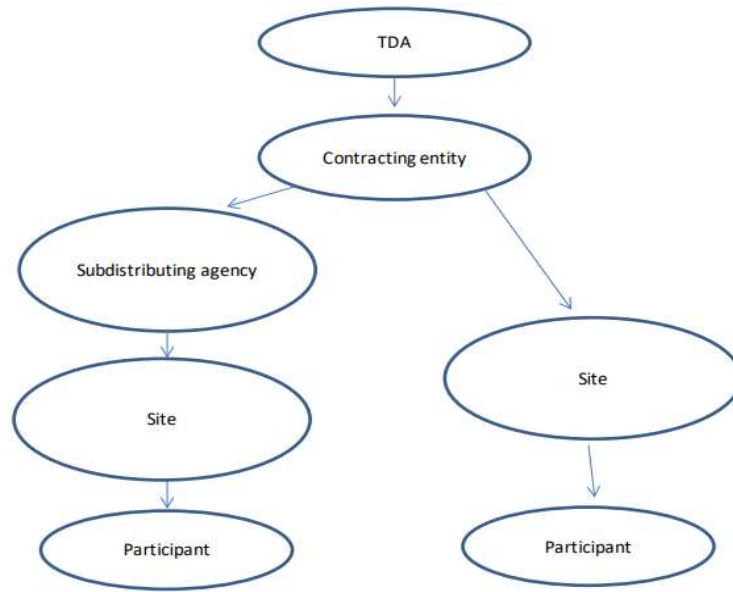 TDA
Contracting entity
Subdistributing agency
Site
Site
Participant
Participant